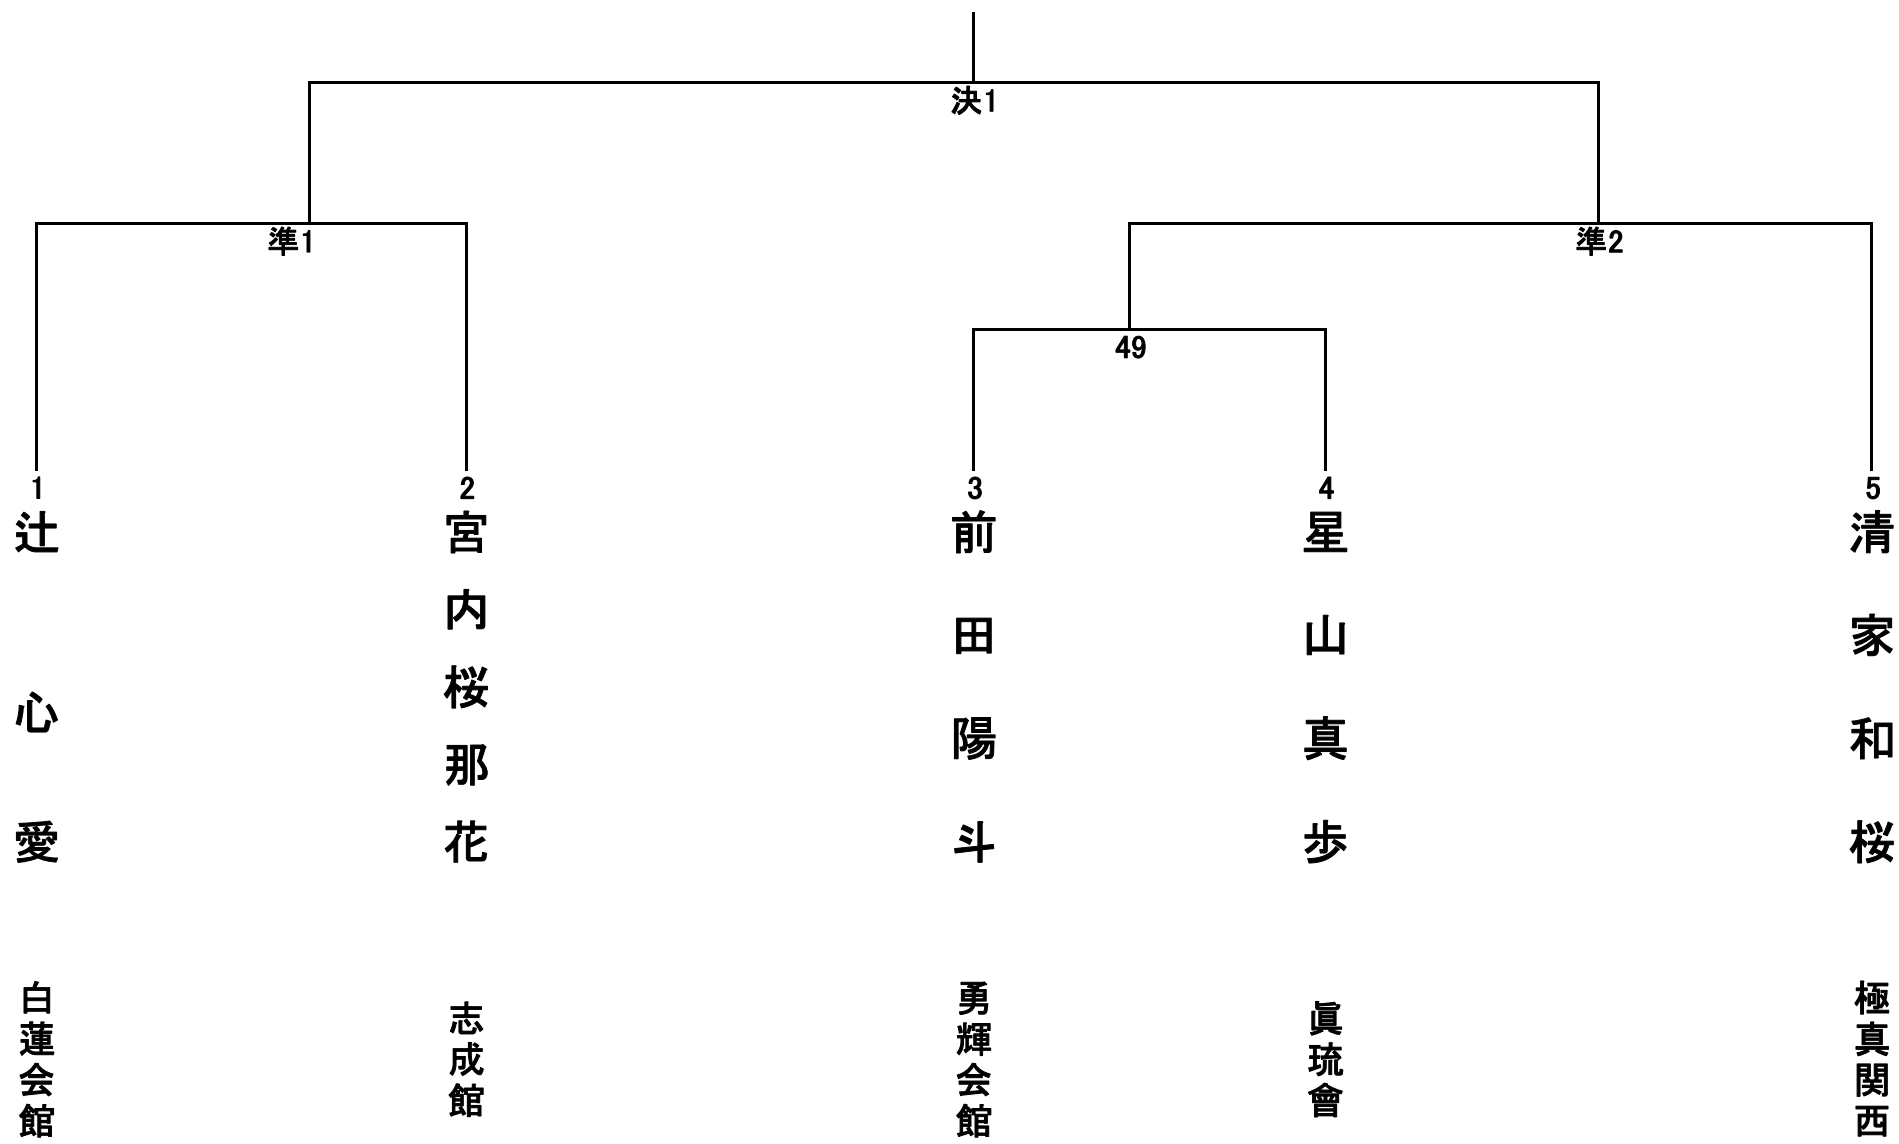 決1
準1
準2
49
1
2
3
4
5
辻心愛
宮内桜那花
前田陽斗
星山真歩
清家和桜
白蓮会館
志成館
勇輝会館
眞琉會
極真関西